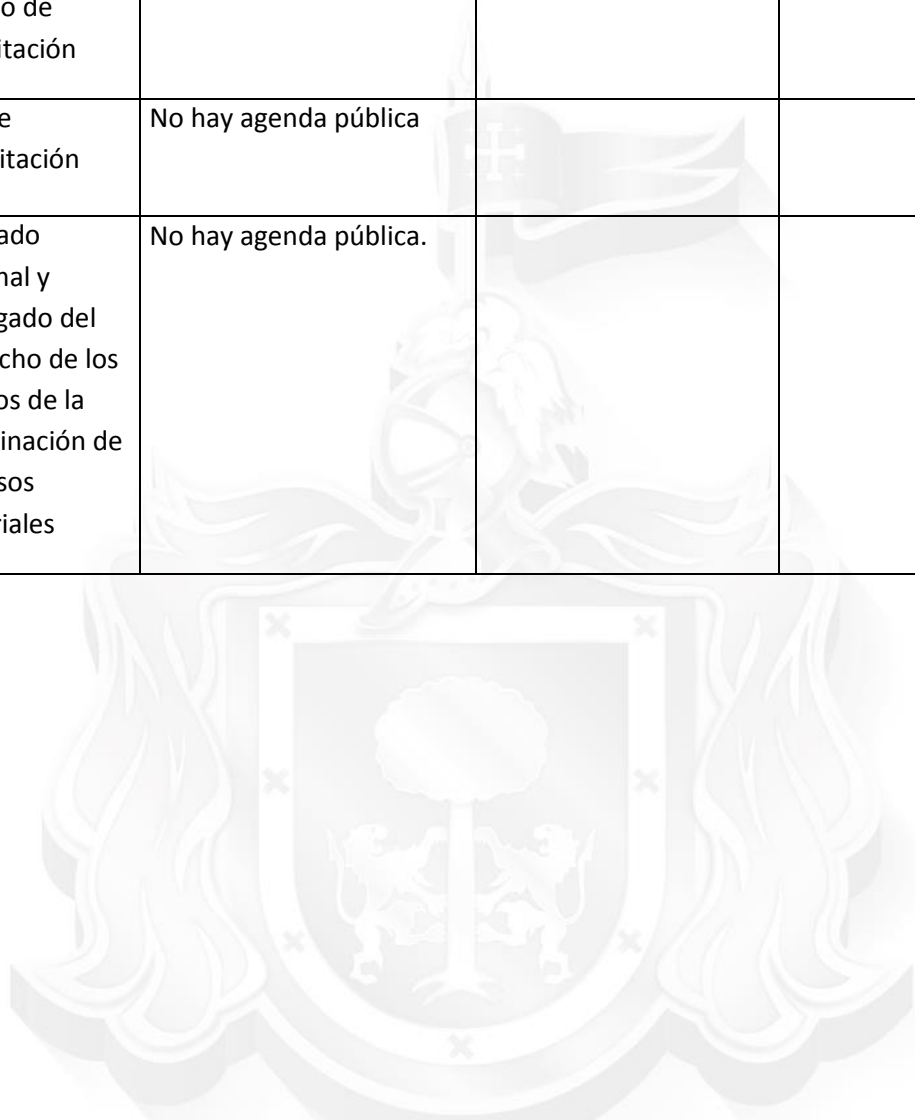 o de
itación
e
itación
No hay agenda pública
ado
nal y
gado del
cho de los
os de la
inación de
sos
riales
No hay agenda pública.